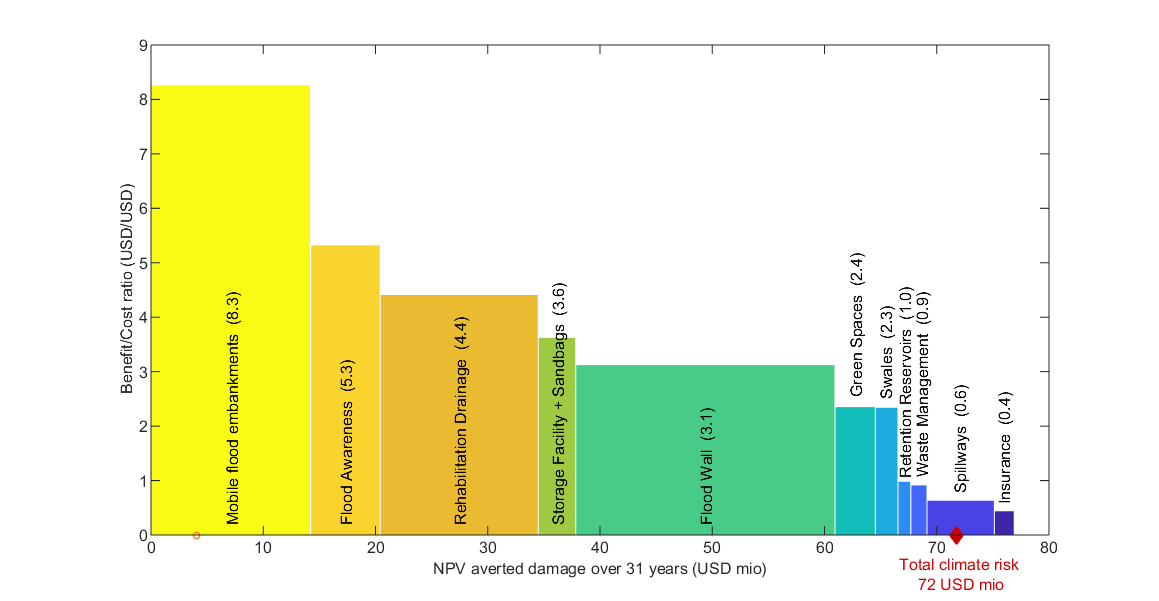 9
8
7
6
5
4
3
2
1
0
Benefit/Cost ratio (USD/USD)
Mobile flood embankments (8.3)
Flood Awareness (5.3)
Rehabilitation Drainage (4.4)
Storage Facility + Sandbags (3.6)
Flood Wall (3.1)
Green Spaces (2.4)
Swales (2.3)
Retention Reservoirs (1.0)
Waste Management (0.9)
Spillways (0.6)
Insurance (0.4)
0 10 20 30 40 50 60 70 80
NPV averted damage over 31 years (USD mio)
Total climate risk
72 USD mio